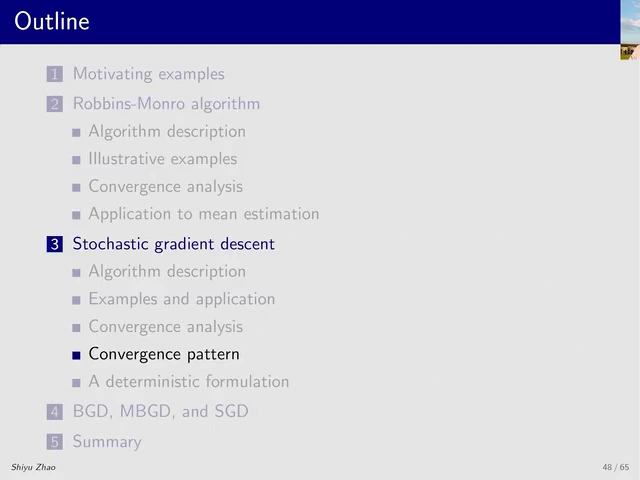 Outline
1 Motivating examples
2 Robbins-Monro algorithm
Algorithm description
Illustrative examples
Convergence analysis
Application to mean estimation
3 Stochastic gradient descent
Algorithm description
Examples and application
Convergence analysis
Convergence pattern
A deterministic formulation
4 BGD, MBGD, and SGD
5 Summary
Shiyu Zhao
48 / 65